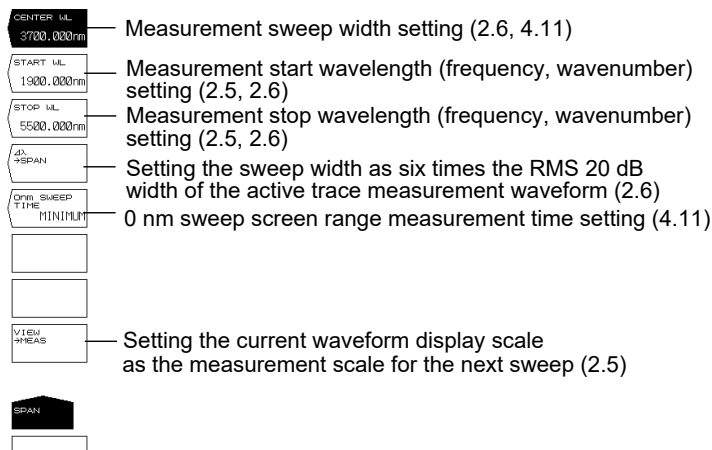 CENTER WL
3700.000nm
Measurement sweep width setting (2.6, 4.11)
START WL
1900.000nm
Measurement start wavelength (frequency, wavenumber)
setting (2.5, 2.6)
STOP WL
5500.000nm
Measurement stop wavelength (frequency, wavenumber)
setting (2.5, 2.6)
Δλ
→SPAN
Setting the sweep width as six times the RMS 20 dB
width of the active trace measurement waveform (2.6)
0nm SWEEP
TIME
MINIMUM
0 nm sweep screen range measurement time setting (4.11)
VIEW
→MEAS
Setting the current waveform display scale
as the measurement scale for the next sweep (2.5)
SPAN